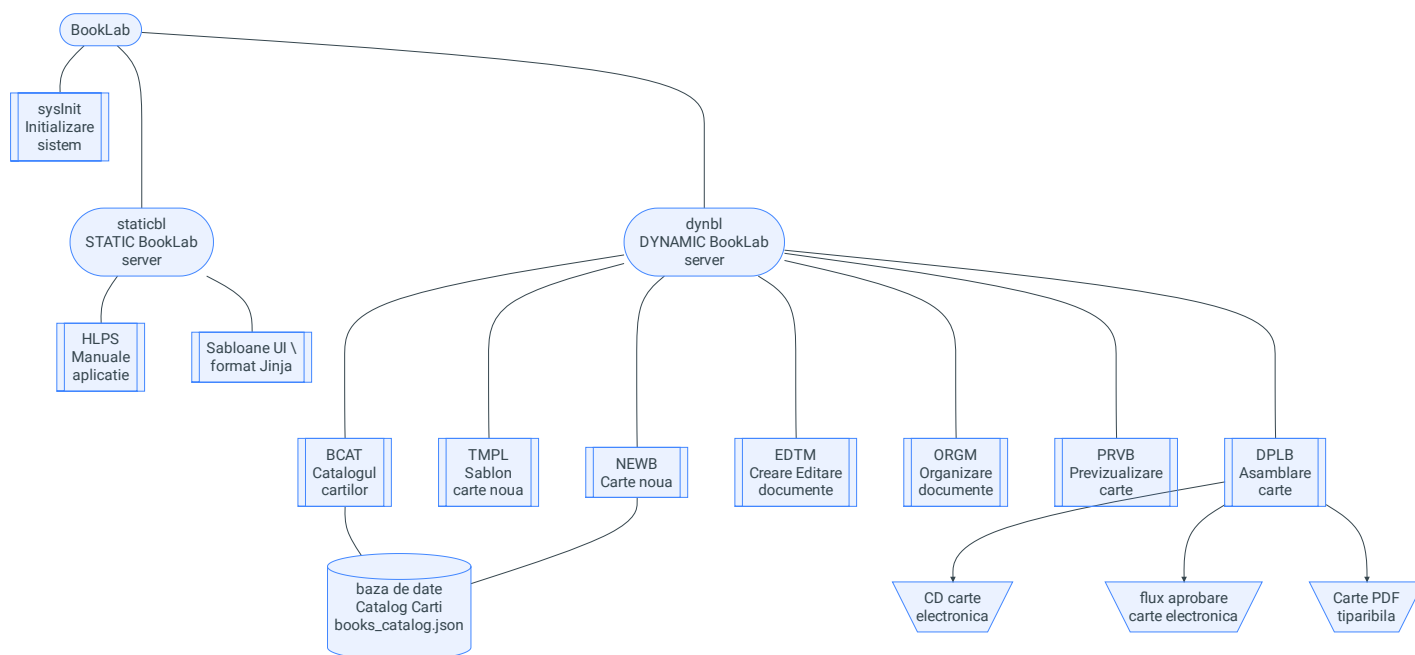 BookLab
sysInit
Initializare
sistem
staticbl
STATIC BookLab
server
dynbl
DYNAMIC BookLab
server
HLPS
Manuale
aplicatie
Sabloane UI \
format Jinja
BCAT
Catalogul
cartilor
TMPL
Sablon
carte noua
NEWB
Carte noua
EDTM
Creare Editare
documente
ORGM
Organizare
documente
PRVB
Previzualizare
carte
DPLB
Asamblare
carte
baza de date
Catalog Carti
books_catalog.json
CD carte
electronica
flux aprobare
carte electronica
Carte PDF
tiparibila